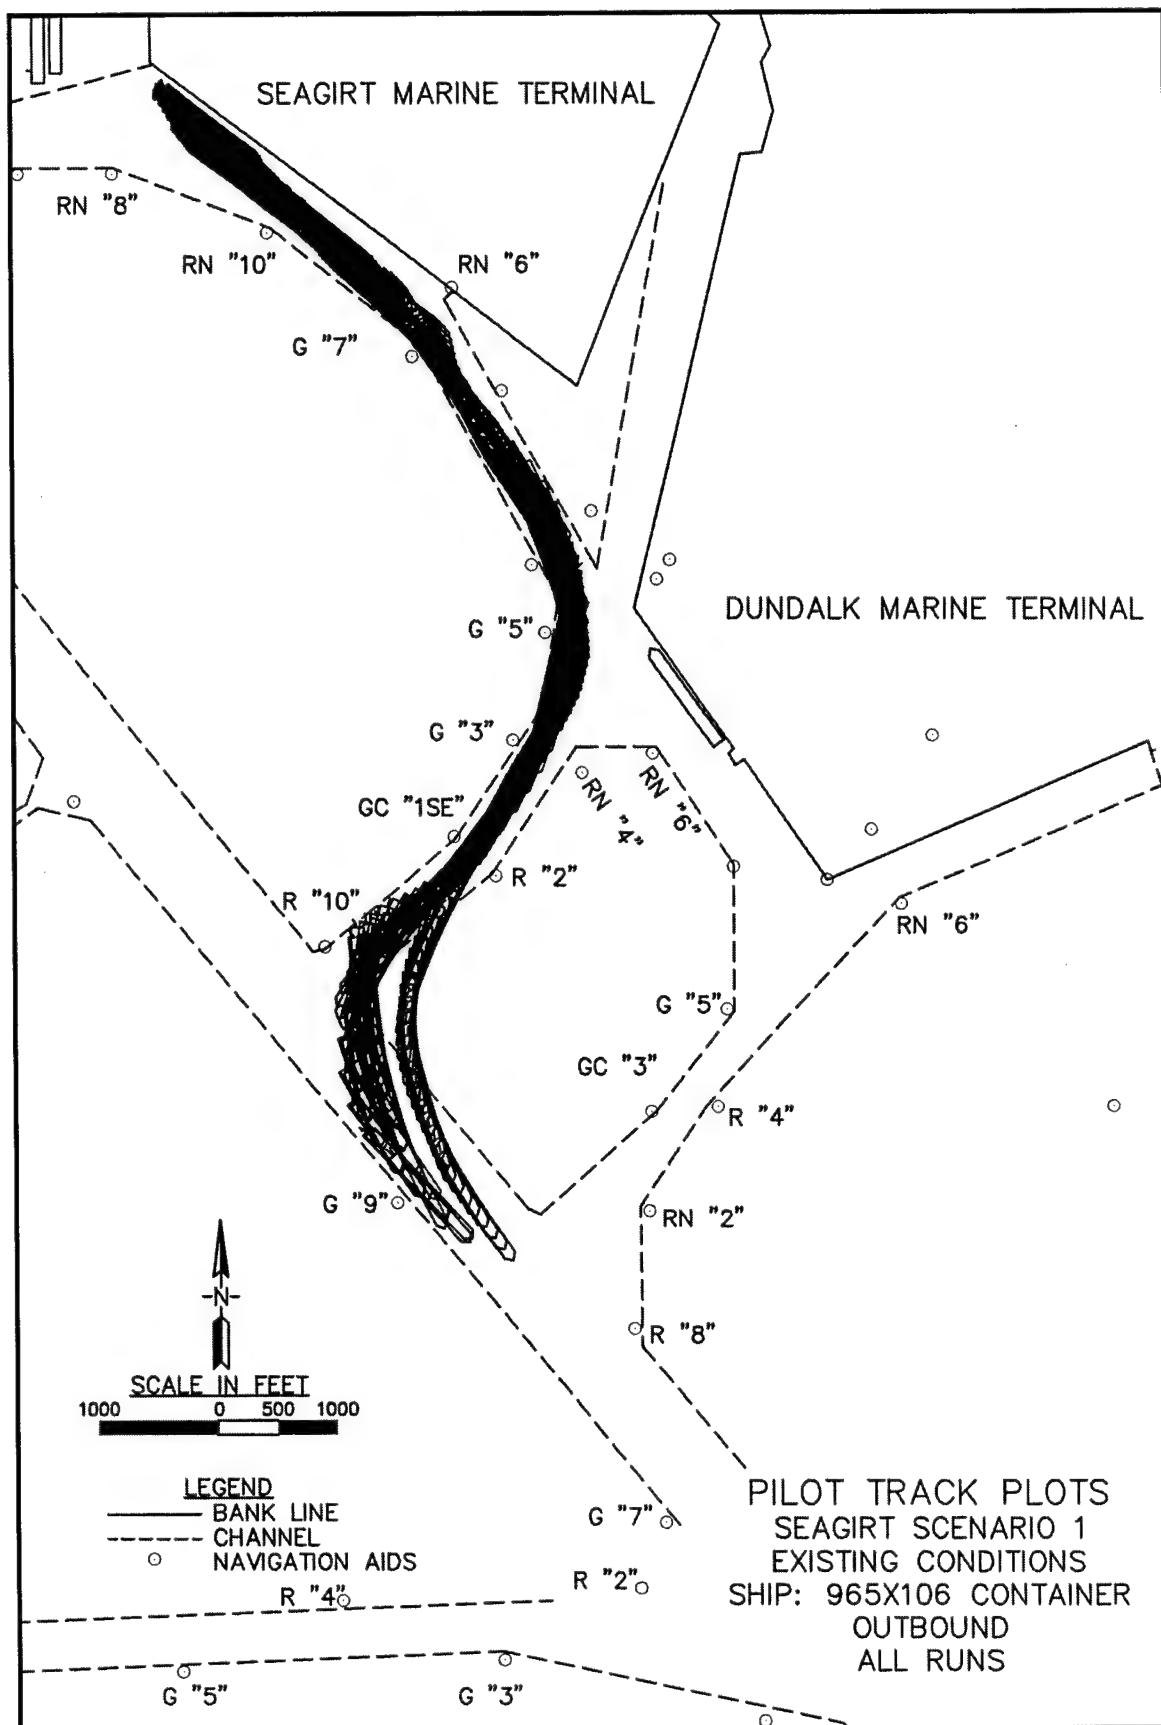 SEAGIRT MARINE TERMINAL
RN "8"
RN "10"
RN "6"
G "7"
DUNDALK MARINE TERMINAL
G "5"
G "3"
RN "4"
RN "6"
GC "1SE"
R "2"
R "10"
RN "6"
G "5"
GC "3"
R "4"
G "9"
RN "2"
-N-
R "8"
SCALE IN FEET
1000 0 500 1000
LEGEND
BANK LINE
CHANNEL
NAVIGATION AIDS
G "7"
R "2"
R "4"
G "5"
G "3"
PILOT TRACK PLOTS
SEAGIRT SCENARIO 1
EXISTING CONDITIONS
SHIP: 965X106 CONTAINER
OUTBOUND
ALL RUNS